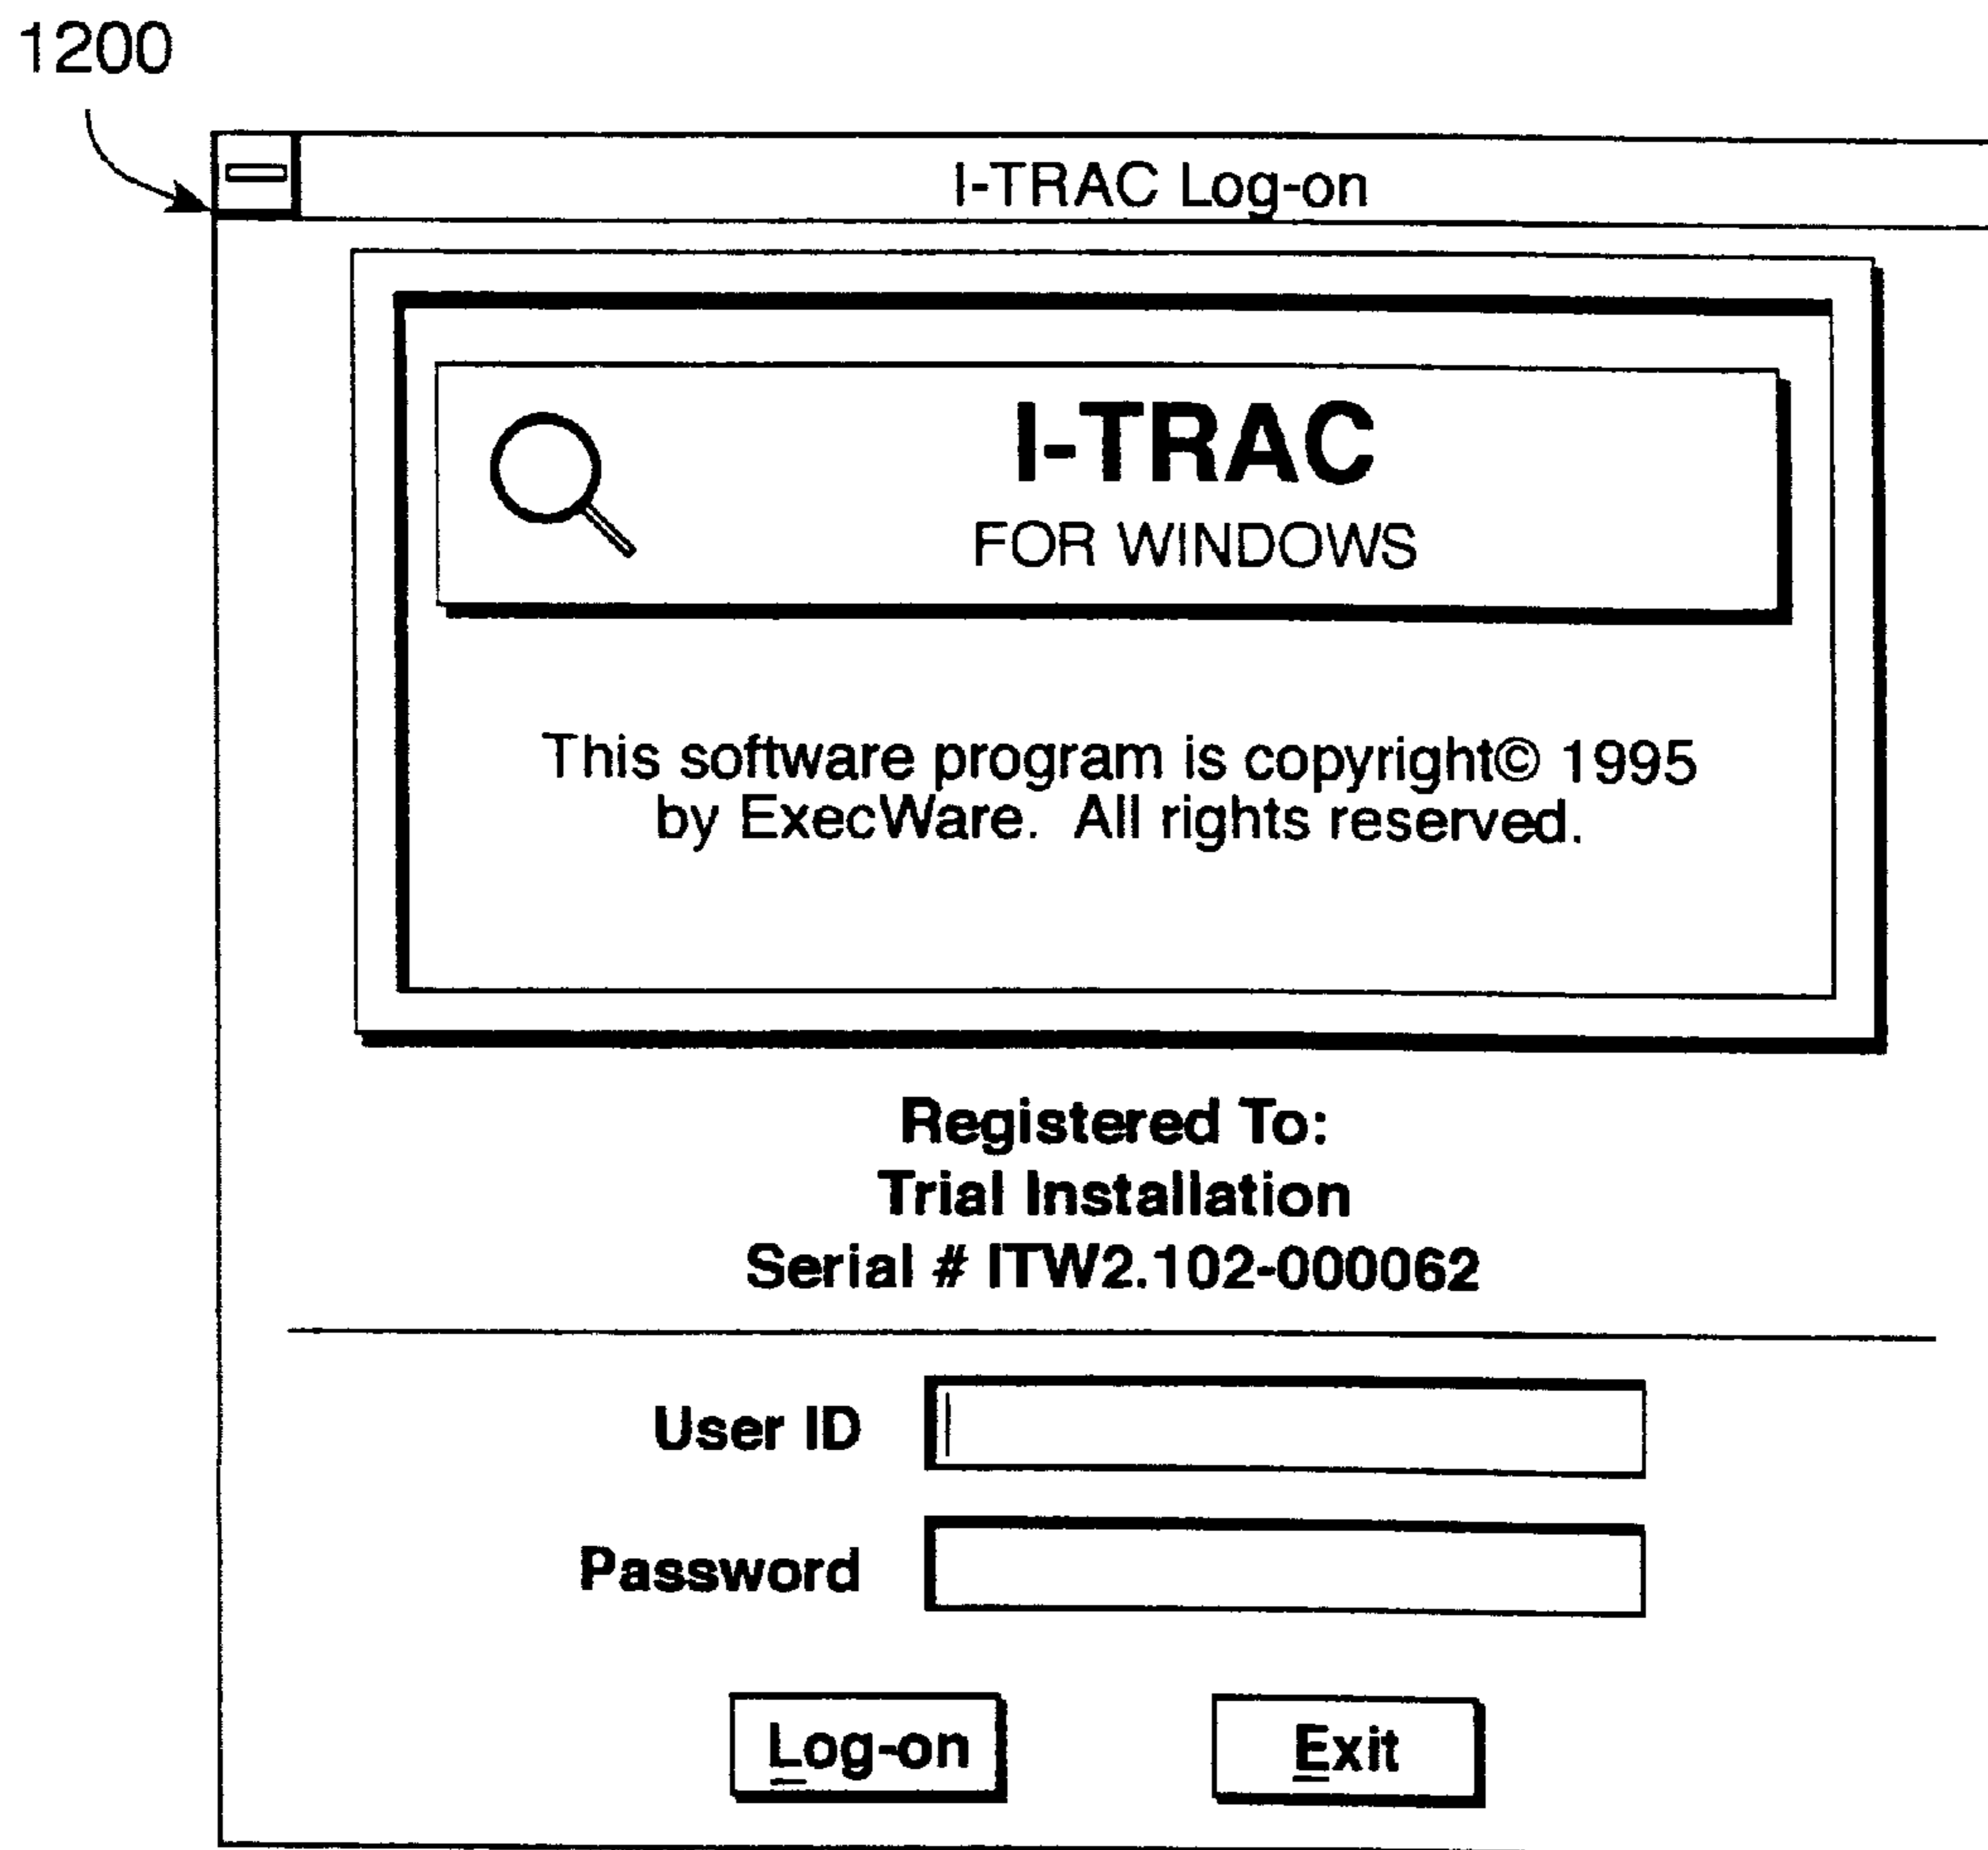 1200
I-TRAC Log-on
I-TRAC
FOR WINDOWS
This software program is copyright© 1995
by ExecWare. All rights reserved.
Registered To:
Trial Installation
Serial # ITW2.102-000062
User ID
Password
Log-on
Exit